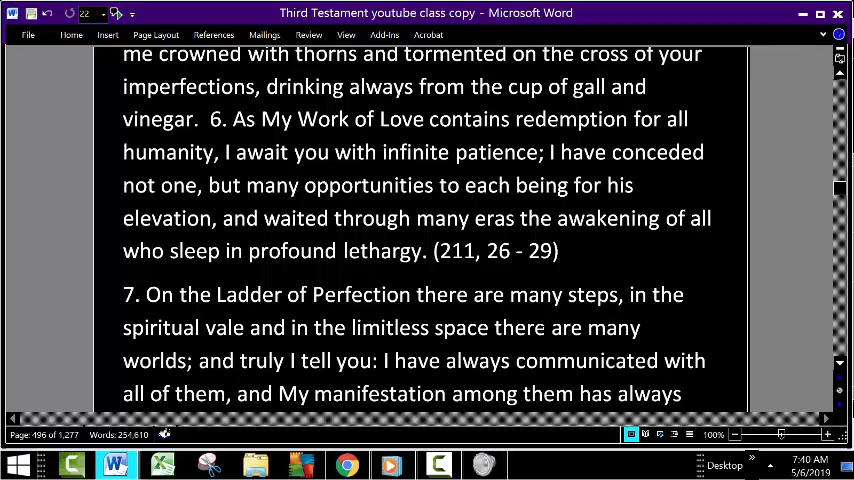 Third Testament youtube class copy - Microsoft Word
22
File Home Insert Page Layout References Mailings Review View Add-Ins Acrobat
me crowned with thorns and tormented on the cross of your
imperfections, drinking always from the cup of gall and
vinegar. 6. As My Work of Love contains redemption for all
humanity, I await you with infinite patience; I have conceded
not one, but many opportunities to each being for his
elevation, and waited through many eras the awakening of all
who sleep in profound lethargy. (211, 26 - 29)
7. On the Ladder of Perfection there are many steps, in the
spiritual vale and in the limitless space there are many
worlds; and truly I tell you: I have always communicated with
all of them, and My manifestation among them has always
Page: 496 of 1,277 Words: 254,610 100%
Desktop
7:40 AM
5/6/2019